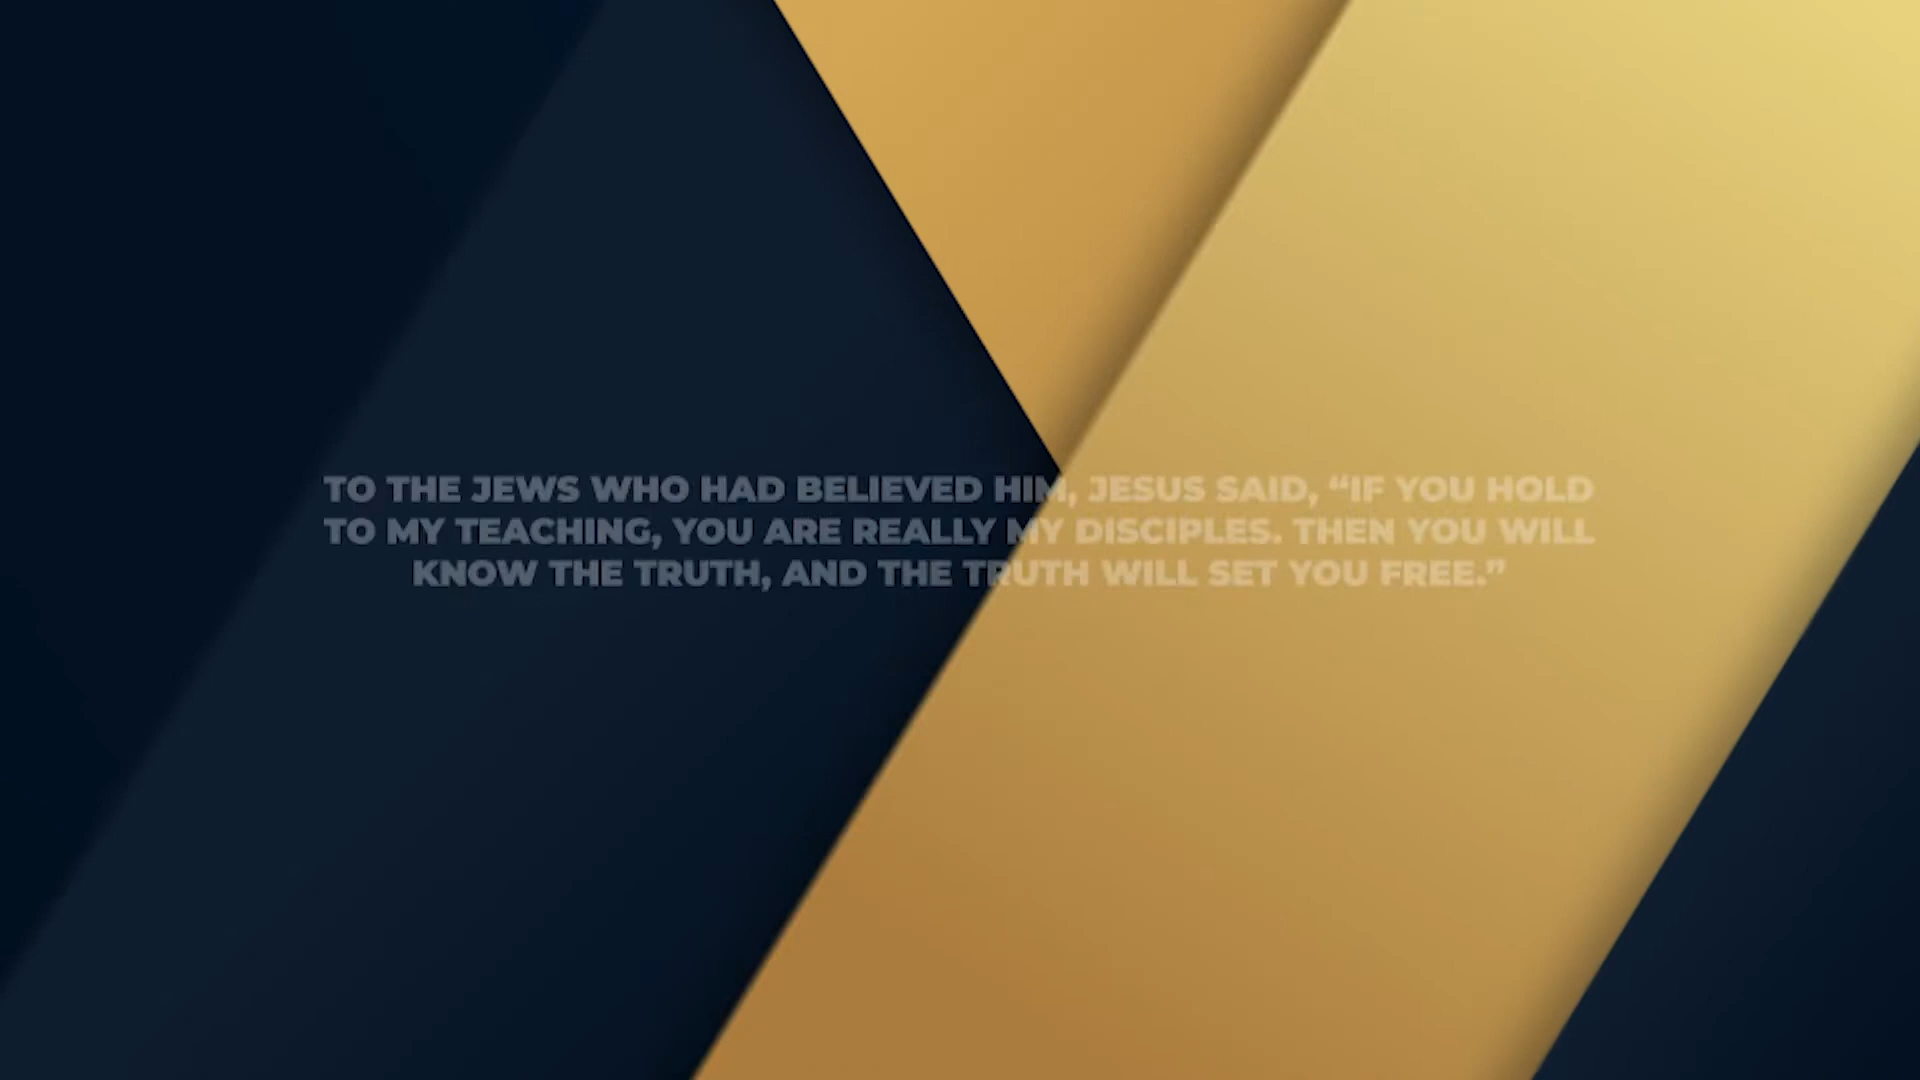 TO THE JEWS WHO HAD BELIEVED HIM, JESUS SAID, “IF YOU HOLD
TO MY TEACHING, YOU ARE REALLY MY DISCIPLES. THEN YOU WILL
KNOW THE TRUTH, AND THE TRUTH WILL SET YOU FREE.”